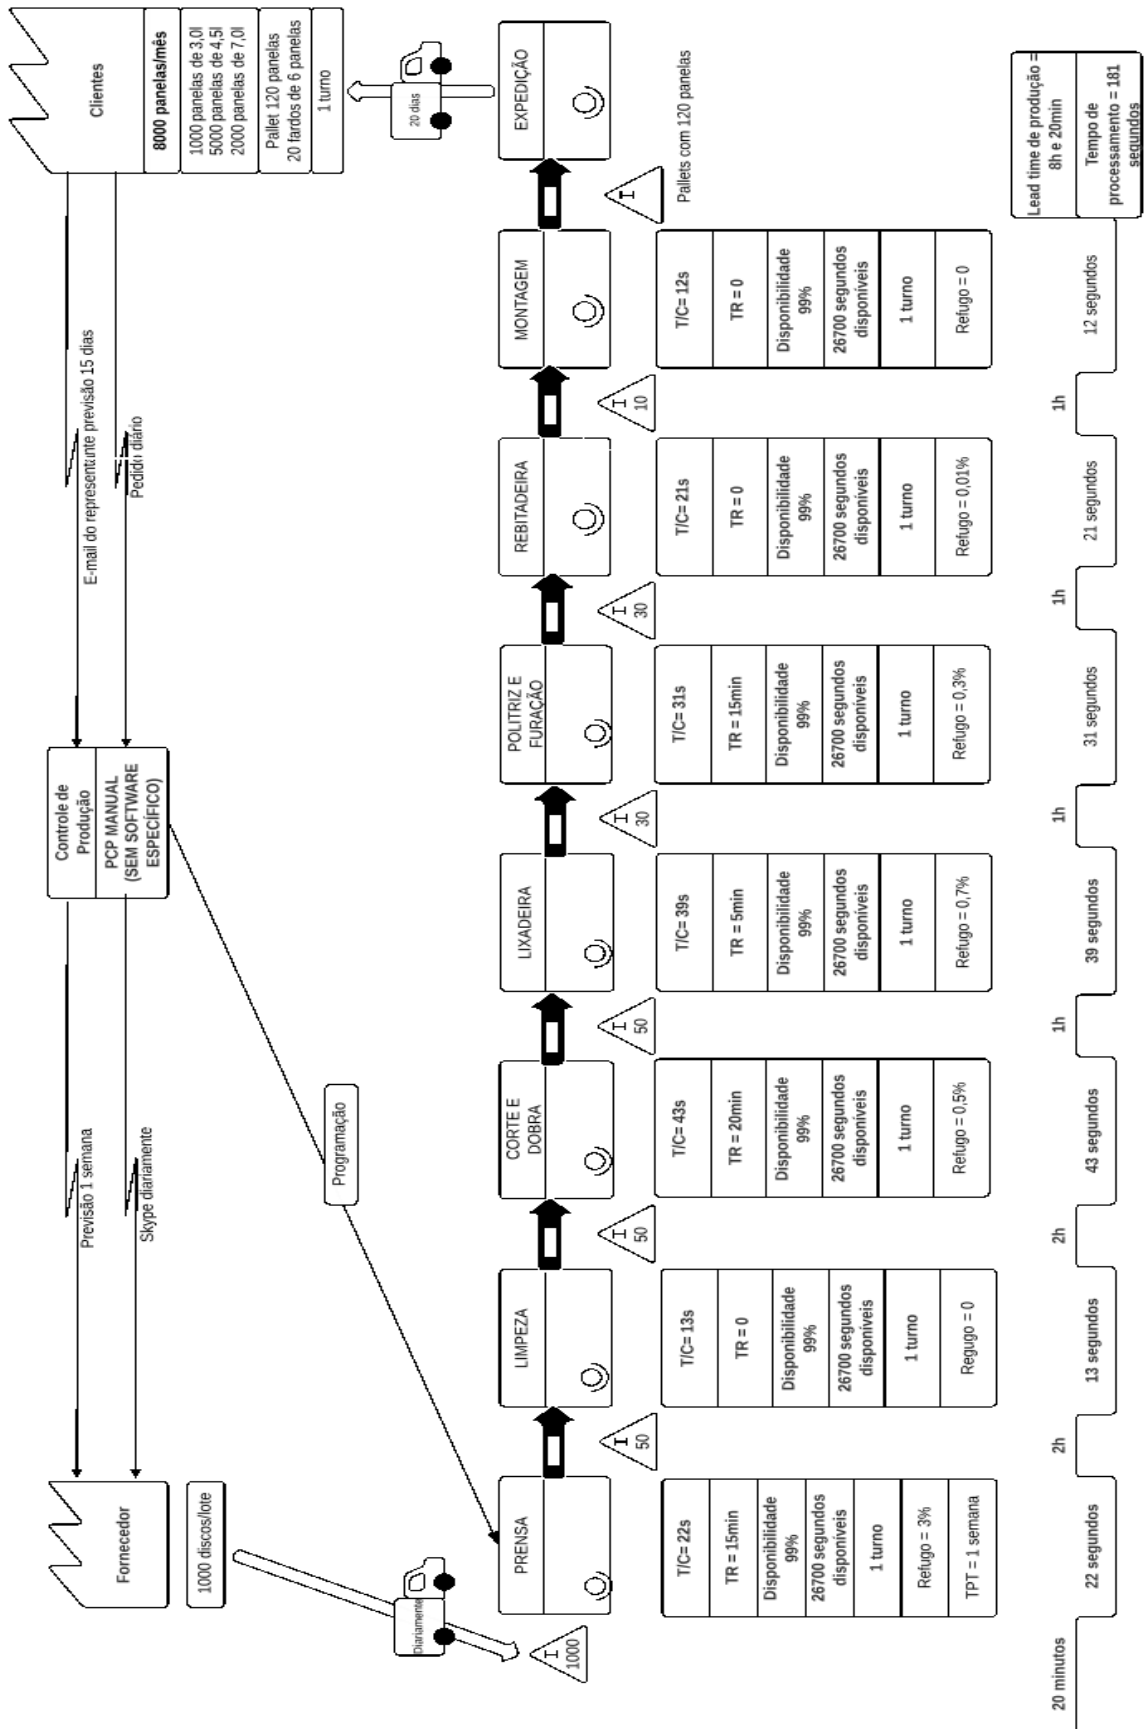 Fornecedor
1000 discos/lote
Previsão 1 semana
Skype diariamente
Controle de
Produção
PCP MANUAL
(SEM SOFTWARE
ESPECÍFICO)
E-mail do representante previsão 15 dias
Pedido diário
Clientes
8000 panelas/mês
1000 panelas de 3,0l
5000 panelas de 4,5l
2000 panelas de 7,0l
Pallet 120 panelas
20 fardos de 6 panelas
1 turno
Diariamente
Programação
20 dias
I
1000
PRENSA
I
50
LIMPEZA
I
50
CORTE E
DOBRA
I
50
LIXADEIRA
I
30
POLITRIZ E
FURAÇÃO
I
30
REBITADEIRA
I
10
MONTAGEM
I
Pallets com 120 panelas
EXPEDIÇÃO
T/C= 22s
TR = 15min
Disponibilidade
99%
26700 segundos
disponíveis
1 turno
Refugo = 3%
TPT = 1 semana
T/C= 13s
TR = 0
Disponibilidade
99%
26700 segundos
disponíveis
1 turno
Regugo = 0
T/C= 43s
TR = 20min
Disponibilidade
99%
26700 segundos
disponíveis
1 turno
Refugo = 0,5%
T/C= 39s
TR = 5min
Disponibilidade
99%
26700 segundos
disponíveis
1 turno
Refugo = 0,7%
T/C= 31s
TR = 15min
Disponibilidade
99%
26700 segundos
disponíveis
1 turno
Refugo = 0,3%
T/C= 21s
TR = 0
Disponibilidade
99%
26700 segundos
disponíveis
1 turno
Refugo = 0,01%
T/C= 12s
TR = 0
Disponibilidade
99%
26700 segundos
disponíveis
1 turno
Refugo = 0
20 minutos
22 segundos
2h
13 segundos
2h
43 segundos
1h
39 segundos
1h
31 segundos
1h
21 segundos
1h
12 segundos
Lead time de produção =
8h e 20min
Tempo de
processamento = 181
segundos